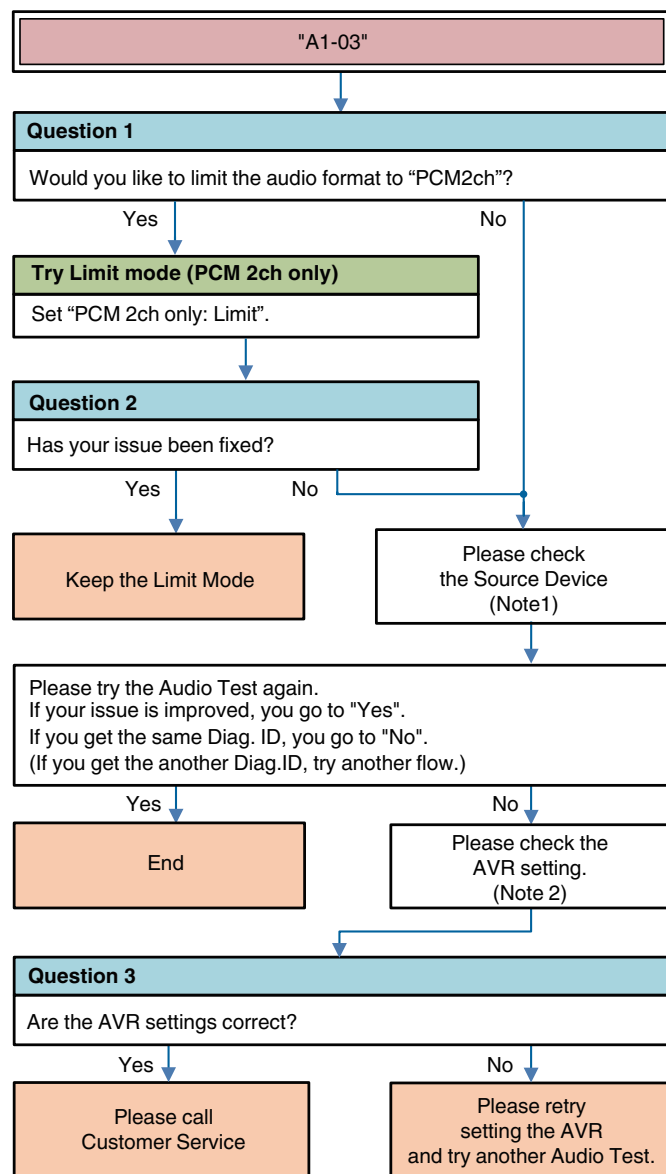 "A1-03"
Question 1
Would you like to limit the audio format to “PCM2ch”?
Yes
No
Try Limit mode (PCM 2ch only)
Set “PCM 2ch only: Limit”.
Question 2
Has your issue been fixed?
Yes
No
Keep the Limit Mode
Please check
the Source Device
(Note1)
Please try the Audio Test again.
If your issue is improved, you go to "Yes".
If you get the same Diag. ID, you go to "No".
(If you get the another Diag.ID, try another flow.)
Yes
No
End
Please check the
AVR setting.
(Note 2)
Question 3
Are the AVR settings correct?
Yes
No
Please call
Customer Service
Please retry
setting the AVR
and try another Audio Test.